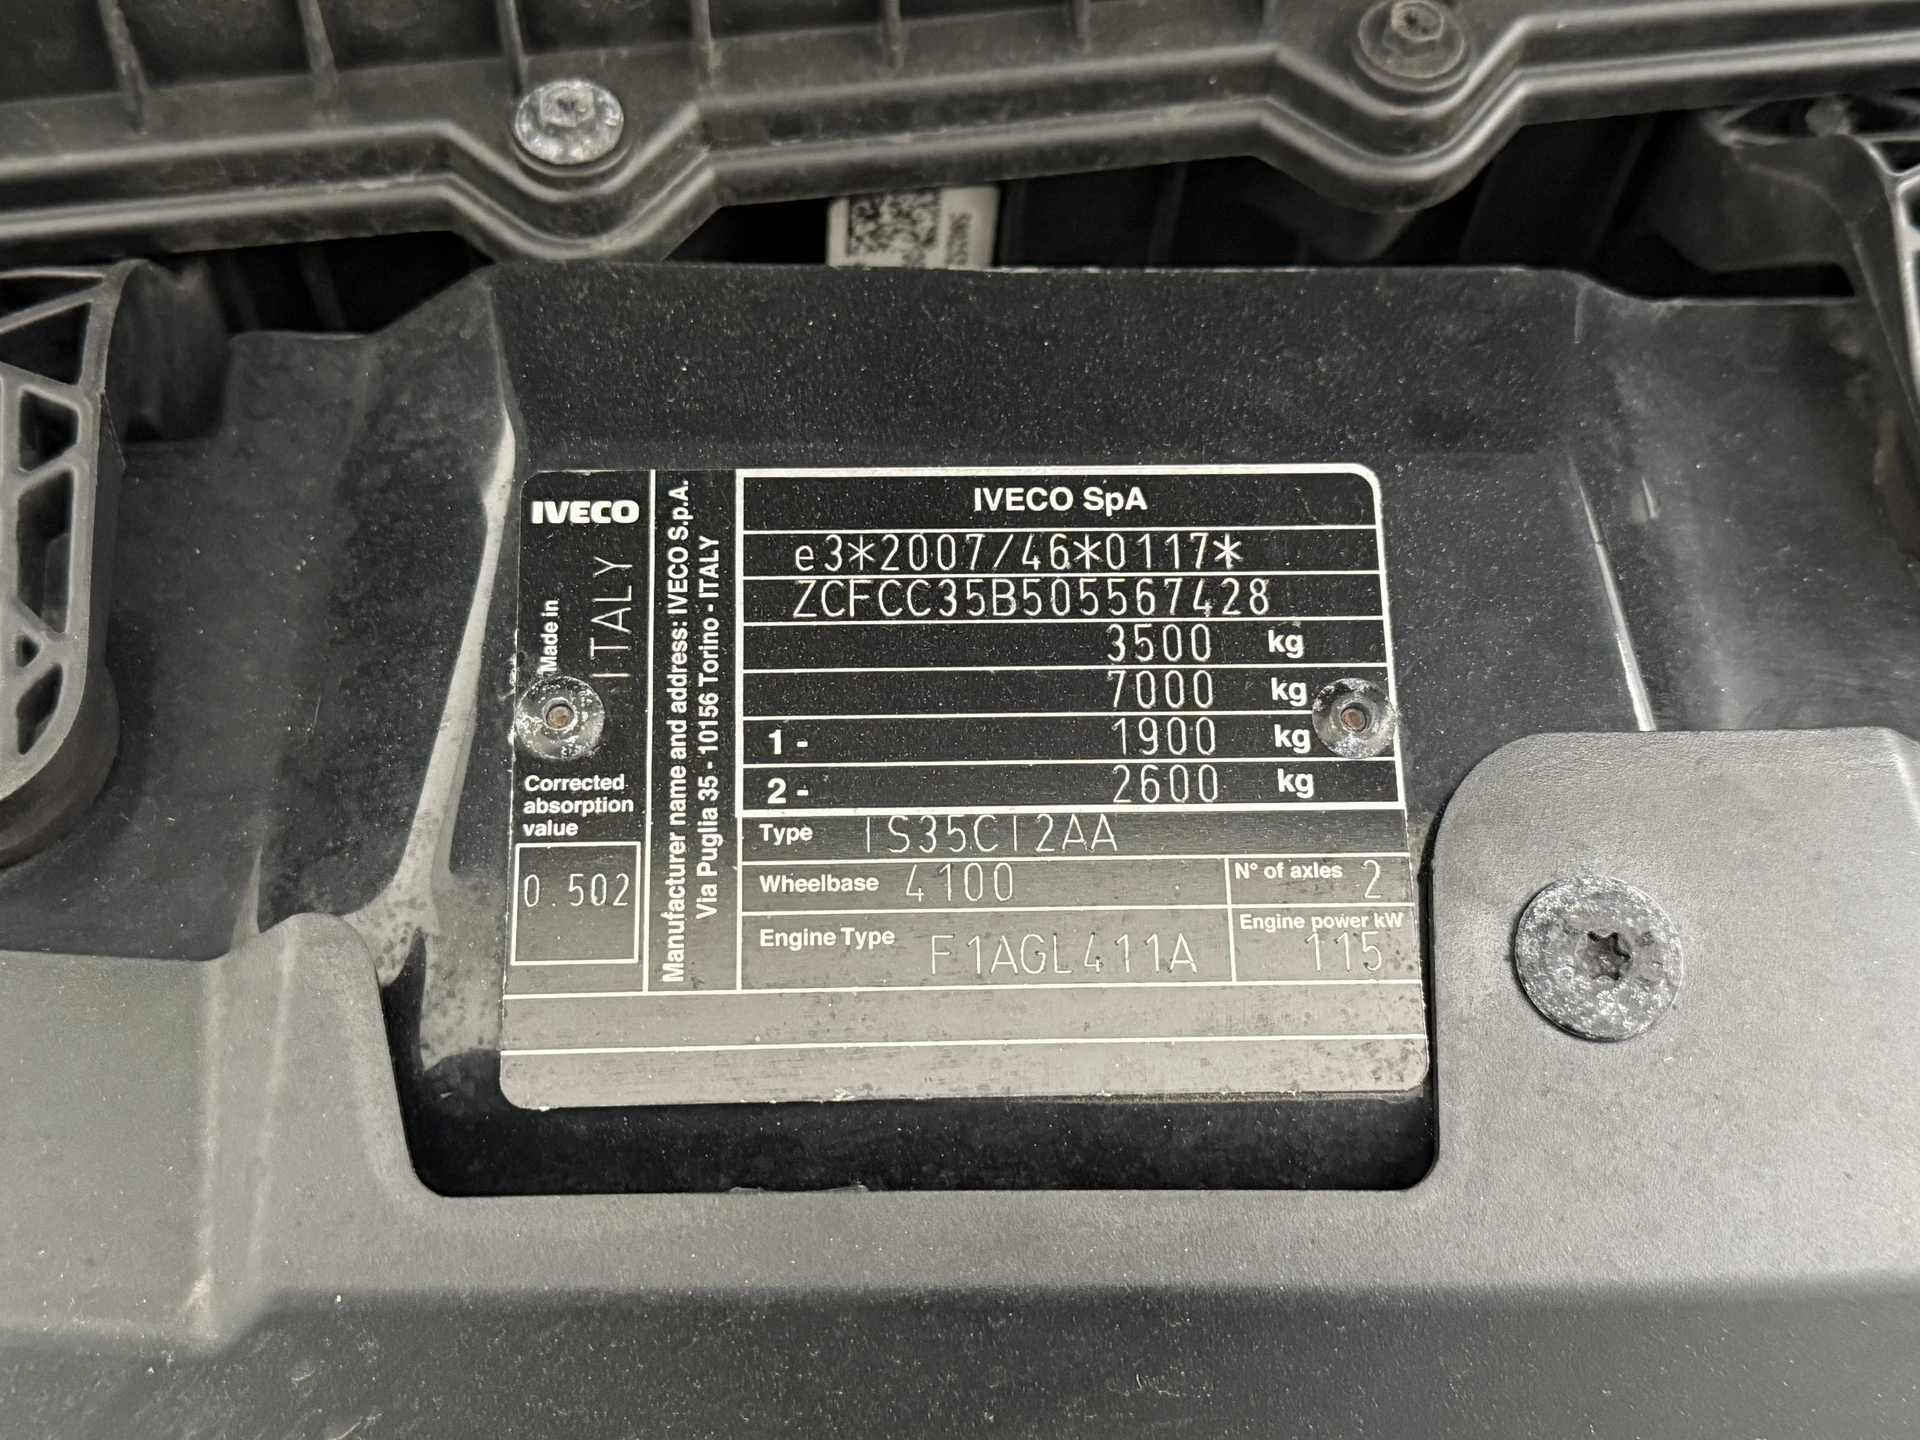 IVECO
Made in
ITALY
Corrected
absorption
value
0.502
Manufacturer name and address: IVECO S.p.A.
Via Puglia 35 - 10156 Torino - ITALY
IVECO SpA
e3*2007/46*0117*
ZCFCC35B505567428
3500 kg
7000 kg
1 - 1900 kg
2 - 2600 kg
Type IS35CI2AA
Wheelbase 4100
N° of axles 2
Engine Type F1AGL411A
Engine power kW
115